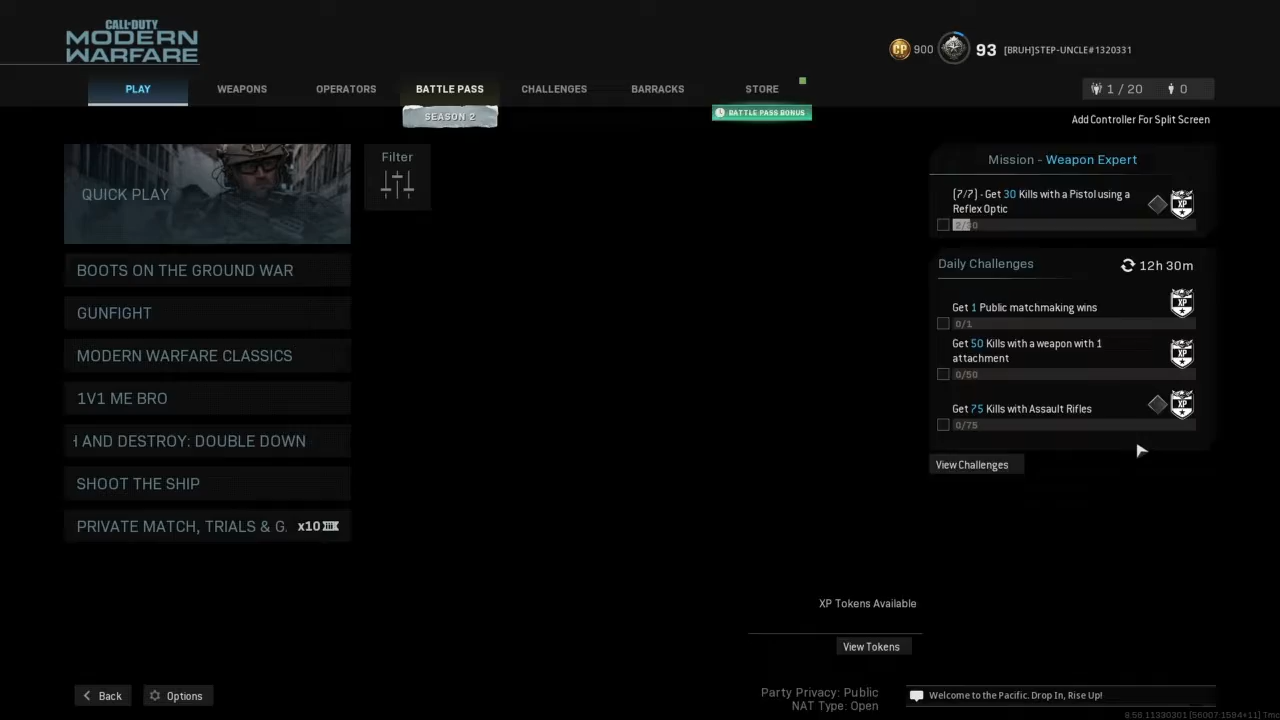 CALL·DUTY
MODERN
WARFARE
CP 900
93
[BRUH]STEP-UNCLE#1320331
PLAY
WEAPONS
OPERATORS
BATTLE PASS
CHALLENGES
BARRACKS
STORE
1 / 20
0
SEASON 2
BATTLE PASS BONUS
Add Controller For Split Screen
QUICK PLAY
Filter
BOOTS ON THE GROUND WAR
GUNFIGHT
MODERN WARFARE CLASSICS
1V1 ME BRO
H AND DESTROY: DOUBLE DOWN
SHOOT THE SHIP
PRIVATE MATCH, TRIALS & G.
x10
Mission - Weapon Expert
[7/7] - Get 30 Kills with a Pistol using a
Reflex Optic
XP
2/30
Daily Challenges
12h 30m
Get 1 Public matchmaking wins
XP
0/1
Get 50 Kills with a weapon with 1
attachment
XP
0/50
Get 75 Kills with Assault Rifles
XP
0/75
View Challenges
XP Tokens Available
View Tokens
Back
Options
Party Privacy: Public
NAT Type: Open
Welcome to the Pacific. Drop In, Rise Up!